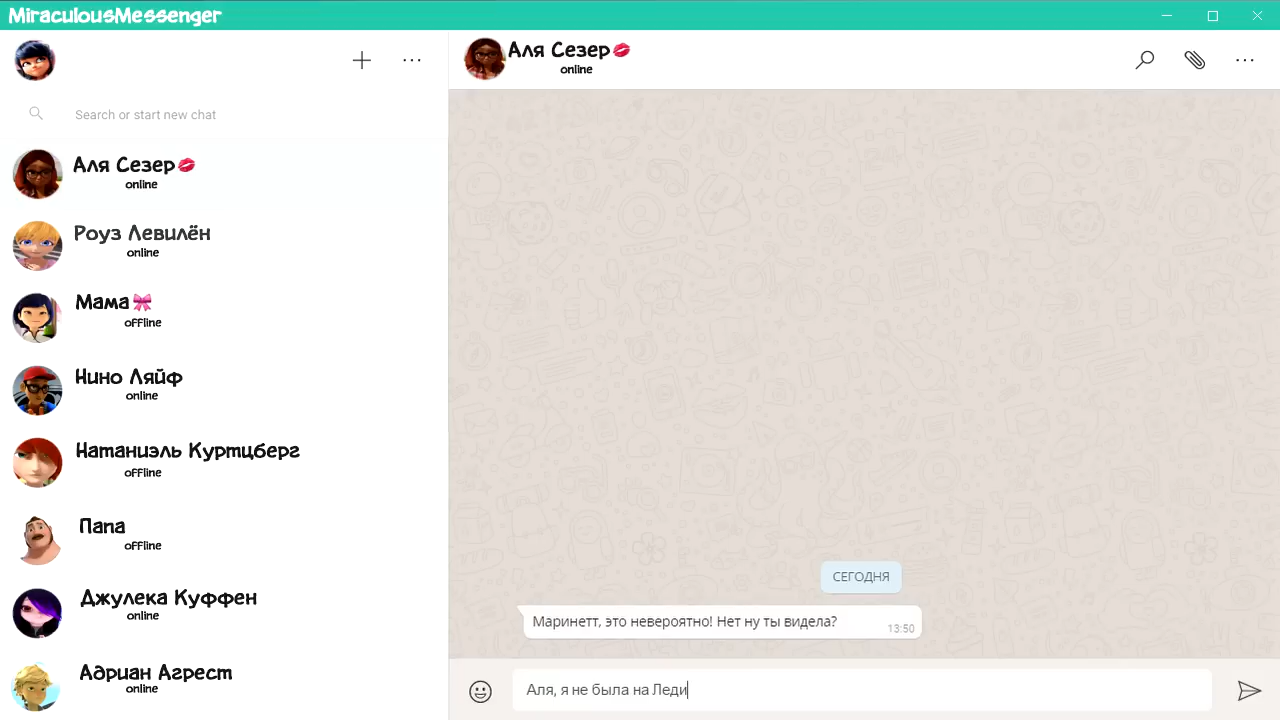 MiraculousMessenger
Аля Сезер💋
online
Search or start new chat
Аля Сезер💋
online
Роуз Левилён
online
Мама🎀
offline
Нино Ляйф
online
Натаниэль Куртцберг
offline
Папа
offline
Джулека Куффен
online
Адриан Агрест
online
СЕГОДНЯ
Маринетт, это невероятно! Нет ну ты видела?
13:50
Аля, я не была на Леди